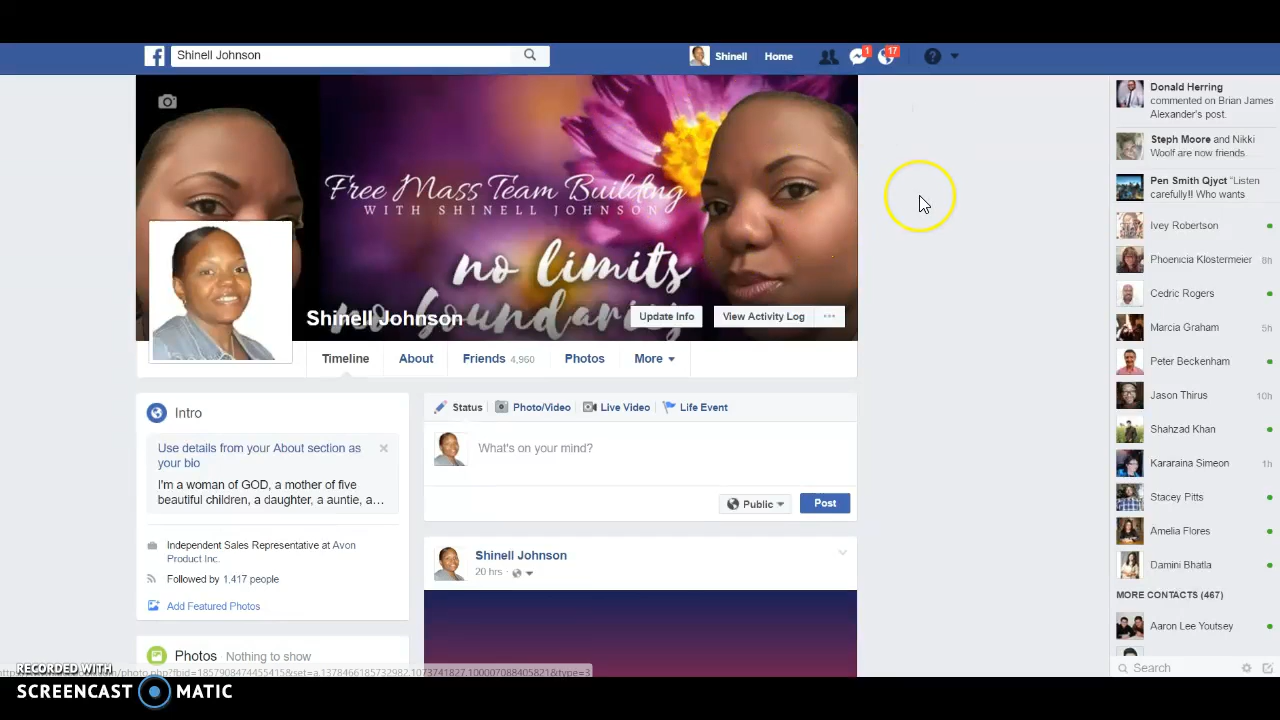 Shinell Johnson
Shinell
Home
1
17
Free Mass Team Building
WITH SHINELL JOHNSON
no limits
no boundaries
Shinell Johnson
Update Info
View Activity Log
Timeline
About
Friends 4,960
Photos
More
Intro
Use details from your About section as
your bio
I'm a woman of GOD, a mother of five
beautiful children, a daughter, a auntie, a…
Independent Sales Representative at Avon
Product Inc.
Followed by 1,417 people
Add Featured Photos
Photos Nothing to show
Status
Photo/Video
Live Video
Life Event
What's on your mind?
Public
Post
Shinell Johnson
20 hrs
Donald Herring
commented on Brian James
Alexander's post.
Steph Moore and Nikki
Woolf are now friends.
Pen Smith Qjyct "Listen
carefully!! Who wants
Ivey Robertson
Phoenicia Klostermeier 8h
Cedric Rogers
Marcia Graham 5h
Peter Beckenham
Jason Thirus 10h
Shahzad Khan
Kararaina Simeon 1h
Stacey Pitts
Amelia Flores
Damini Bhatla
MORE CONTACTS (467)
Aaron Lee Youtsey
Search
RECORDED WITH
SCREENCAST MATIC